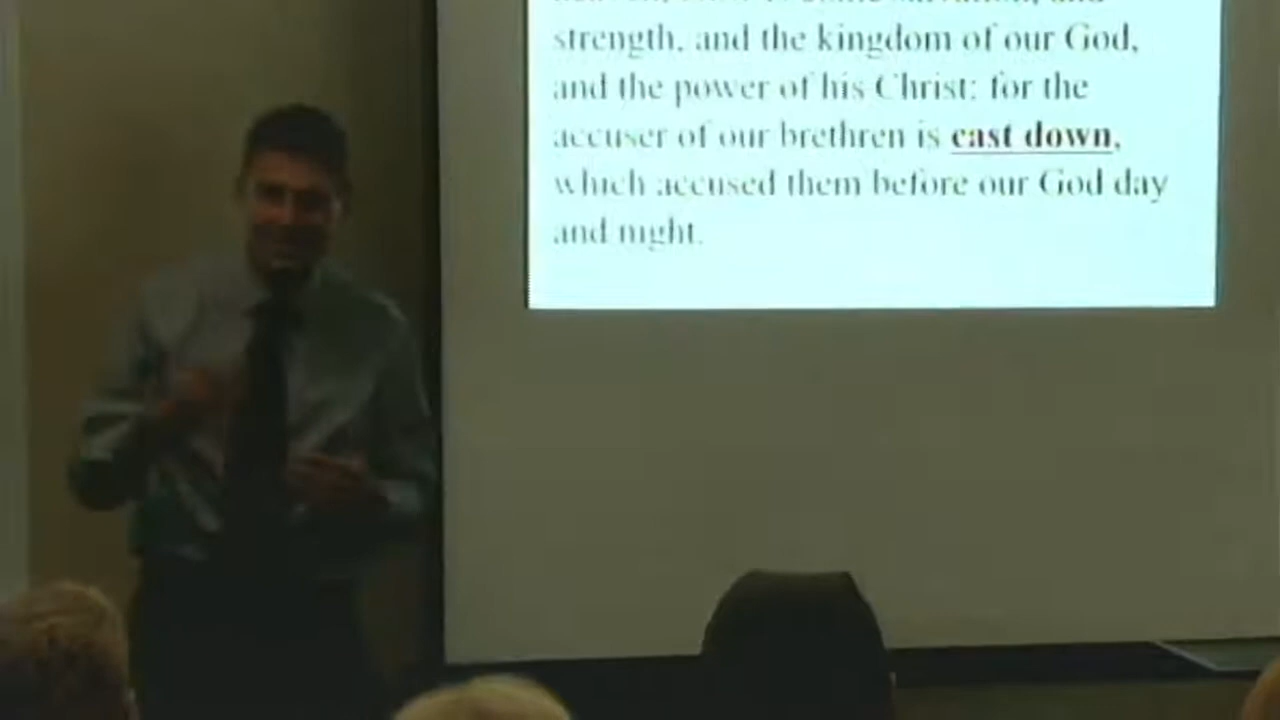 strength, and the kingdom of our God,
and the power of his Christ: for the
accuser of our brethren is cast down,
which accused them before our God day
and night.